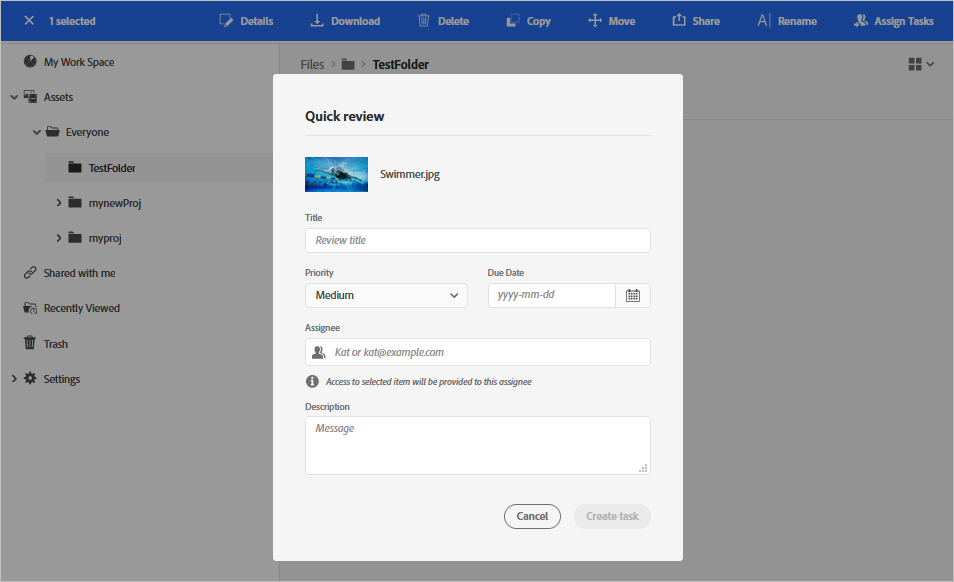 1 selected Details Download Delete Copy Move Share A Rename Assign Tasks
My Work Space
Assets
Everyone
TestFolder
mynewProj
myproj
Shared with me
Recently Viewed
Trash
Settings
Files > > TestFolder
Quick review
Swimmer.jpg
Title
Review title
Priority Due Date
Medium yyyy-mm-dd
Assignee
Kat or kat@example.com
Access to selected item will be provided to this assignee
Description
Message
Cancel Create task